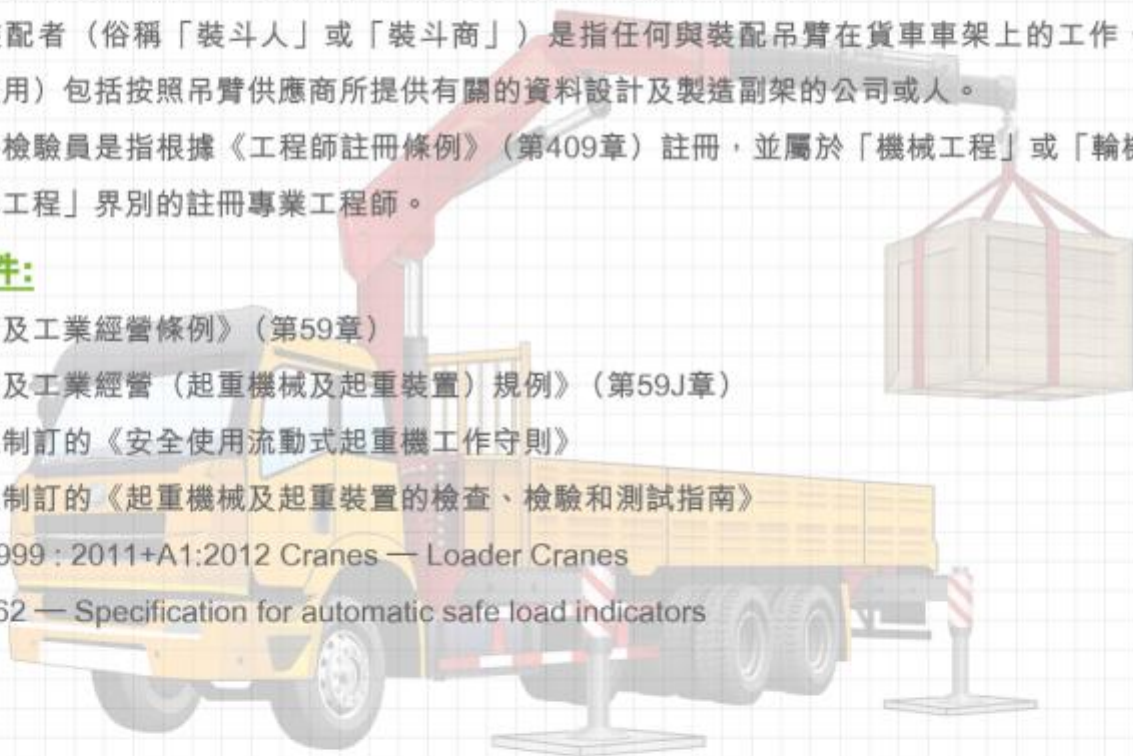 配者（俗稱「裝斗人」或「裝斗商」）是指任何與裝配吊臂在貨車車架上的工作（
用）包括按照吊臂供應商所提供有關的資料設計及製造副架的公司或人。
檢驗員是指根據《工程師註冊條例》（第409章）註冊，並屬於「機械工程」或「輪機
工程」界別的註冊專業工程師。
件:
及工業經營條例》（第59章）
及工業經營（起重機械及起重裝置）規例》（第59J章）
制訂的《安全使用流動式起重機工作守則》
制訂的《起重機械及起重裝置的檢查、檢驗和測試指南》
999 : 2011+A1:2012 Cranes — Loader Cranes
62 — Specification for automatic safe load indicators